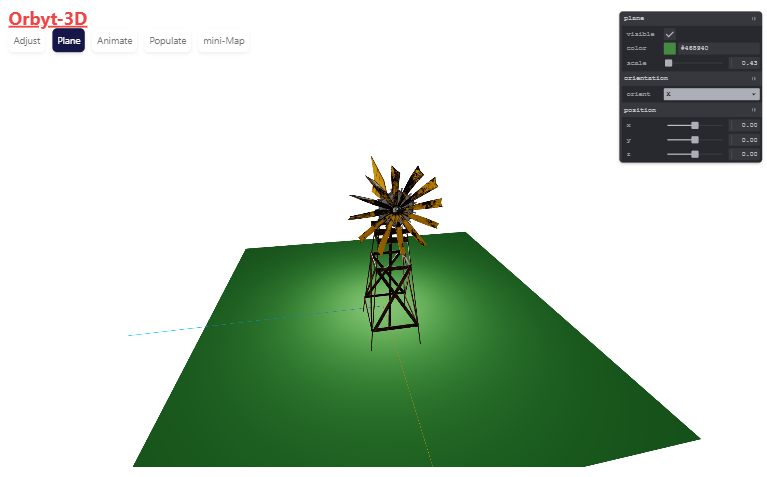 Orbyt-3D
Adjust Plane Animate Populate mini-Map
plane
visible
color #468940
scale 0.43
orientation
orient x
position
x 0.00
y 0.00
z 0.00